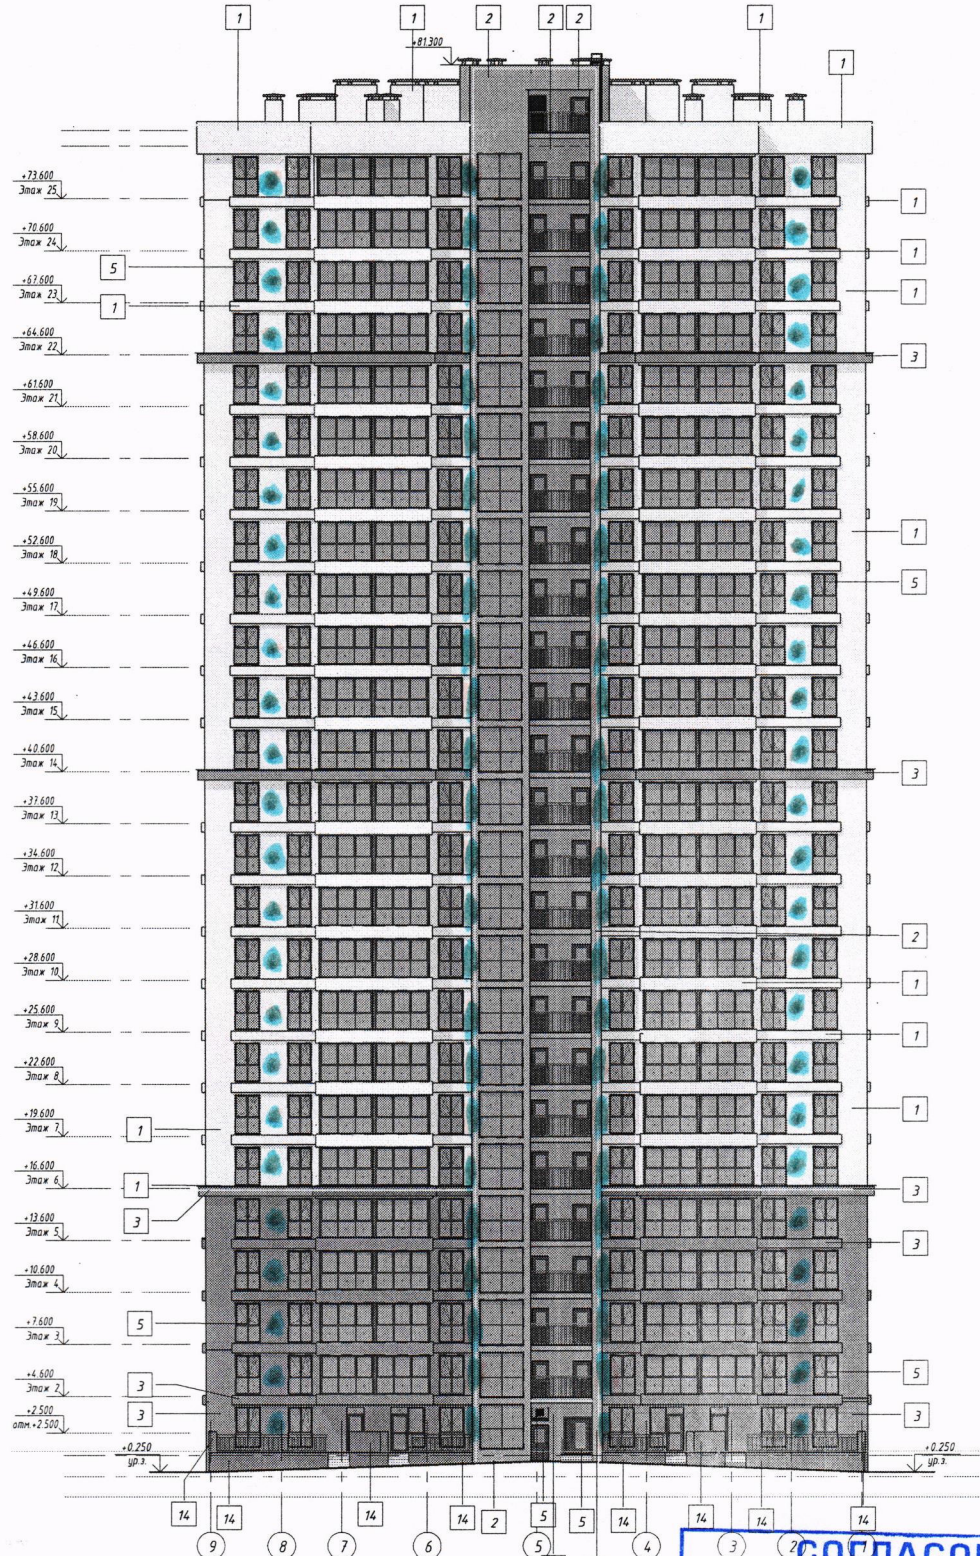 1 1 2 2 2 1
+81.300
1
+73.600
Этаж 25
1
+70.600
Этаж 24
1
5
+67.600
Этаж 23
1
1
+64.600
Этаж 22
3
+61.600
Этаж 21
+58.600
Этаж 20
+55.600
Этаж 19
+52.600
Этаж 18
1
+49.600
Этаж 17
5
+46.600
Этаж 16
+43.600
Этаж 15
+40.600
Этаж 14
3
+37.600
Этаж 13
+34.600
Этаж 12
+31.600
Этаж 11
2
+28.600
Этаж 10
1
+25.600
Этаж 9
1
+22.600
Этаж 8
+19.600
Этаж 7
1
1
+16.600
Этаж 6
1
3
3
+13.600
Этаж 5
3
+10.600
Этаж 4
+7.600
Этаж 3
5
+4.600
Этаж 2
3
5
+2.500
отм.+2.500
3
3
+0.250
ур.з.
+0.250
ур.з.
14 14 14 14 2 5 5 14 14 14 14
9 8 7 6 5 4 3 2 1